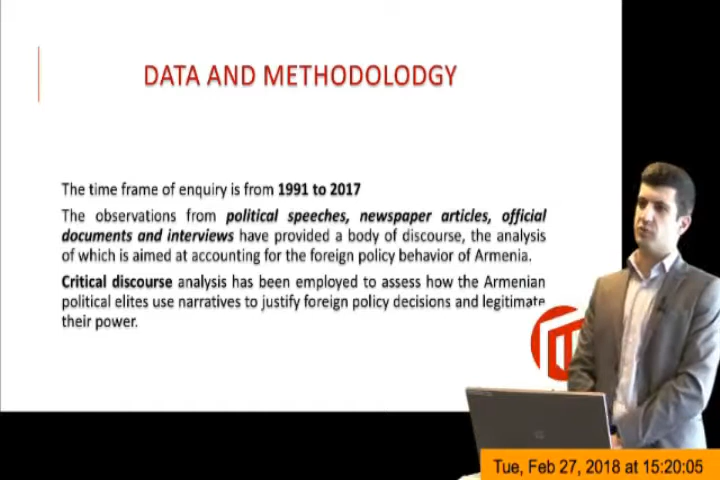 DATA AND METHODOLODGY
The time frame of enquiry is from 1991 to 2017
The observations from political speeches, newspaper articles, official
documents and interviews have provided a body of discourse, the analysis
of which is aimed at accounting for the foreign policy behavior of Armenia.
Critical discourse analysis has been employed to assess how the Armenian
political elites use narratives to justify foreign policy decisions and legitimate
their power.
Tue, Feb 27, 2018 at 15:20:05